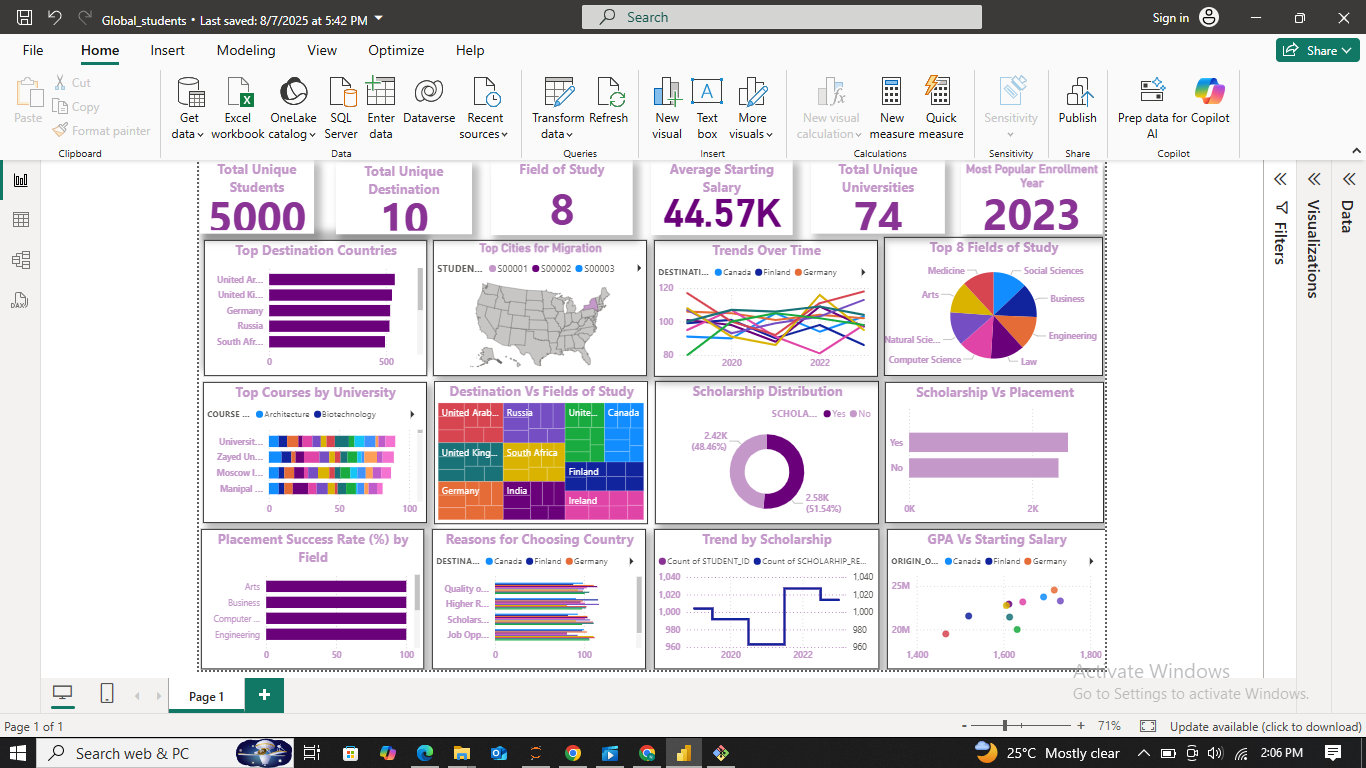 Global_students • Last saved: 8/7/2025 at 5:42 PM
Search
Sign in
File Home Insert Modeling View Optimize Help
Share
Paste
Cut
Copy
Format painter
Get data
Excel workbook
OneLake catalog
SQL Server
Enter data
Dataverse
Recent sources
Transform data
Refresh
New visual
Text box
More visuals
New visual calculation
New measure
Quick measure
Sensitivity
Publish
Prep data for AI
Copilot
Clipboard
Data
Queries
Insert
Calculations
Sensitivity
Share
Copilot
DAX
Total Unique Students
5000
Total Unique Destination
10
Field of Study
8
Average Starting Salary
44.57K
Total Unique Universities
74
Most Popular Enrollment Year
2023
Top Destination Countries
United Ar...
United Ki...
Germany
Russia
South Afr...
0 500
Top Cities for Migration
STUDEN... S00001 S00002 S00003
Trends Over Time
DESTINATI... Canada Finland Germany
120
100
80
2020 2022
Top 8 Fields of Study
Medicine
Social Sciences
Arts
Business
Natural Scie...
Engineering
Computer Science
Law
Top Courses by University
COURSE ... Architecture Biotechnology
Universit...
Zayed Un...
Moscow I...
Manipal ...
0 50 100
Destination Vs Fields of Study
United Arab...
Russia
Unite...
Canada
United King...
South Africa
Finland
Germany
India
Ireland
Scholarship Distribution
SCHOLA... Yes No
2.42K
(48.46%)
2.58K
(51.54%)
Scholarship Vs Placement
Yes
No
0K 2K
Placement Success Rate (%) by Field
Arts
Business
Computer ...
Engineering
0 50 100
Reasons for Choosing Country
DESTINA... Canada Finland Germany
Quality o...
Higher R...
Scholars...
Job Opp...
0 100
Trend by Scholarship
Count of STUDENT_ID Count of SCHOLARHIP_RE...
1,040 1,040
1,020 1,020
1,000 1,000
980 980
960 960
2020 2022
GPA Vs Starting Salary
ORIGIN_O... Canada Finland Germany
25M
20M
1,400 1,600 1,800
Filters
Visualizations
Data
Activate Windows
Go to Settings to activate Windows.
Page 1
Page 1 of 1
71%
Update available (click to download)
Search web & PC
25°C Mostly clear
2:06 PM